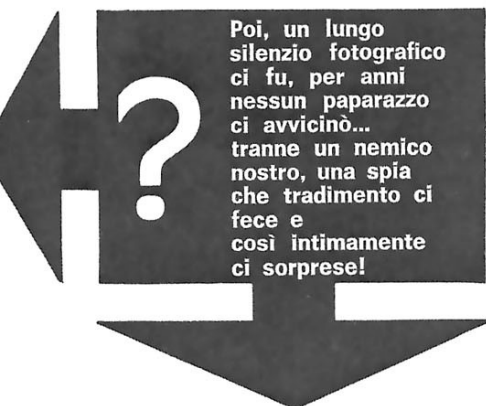 ?
Poi, un lungo
silenzio fotografico
ci fu, per anni
nessun paparazzo
ci avvicinò...
tranne un nemico
nostro, una spia
che tradimento ci
fece e
così intimamente
ci sorprese!